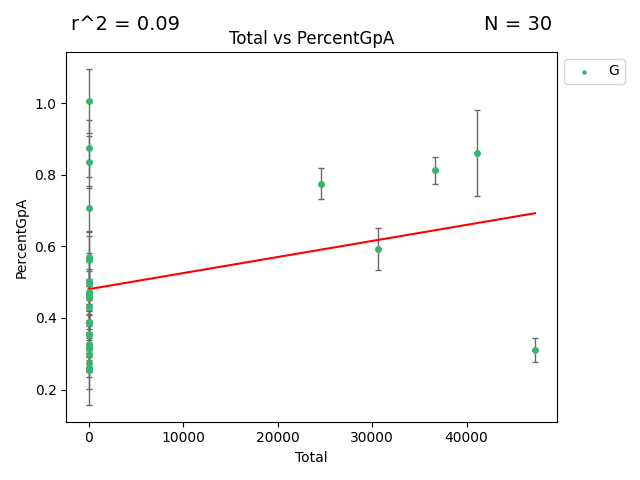 r^2 = 0.09
N = 30
Total vs PercentGpA
G
PercentGpA
1.0
0.8
0.6
0.4
0.2
0
10000
20000
30000
40000
Total